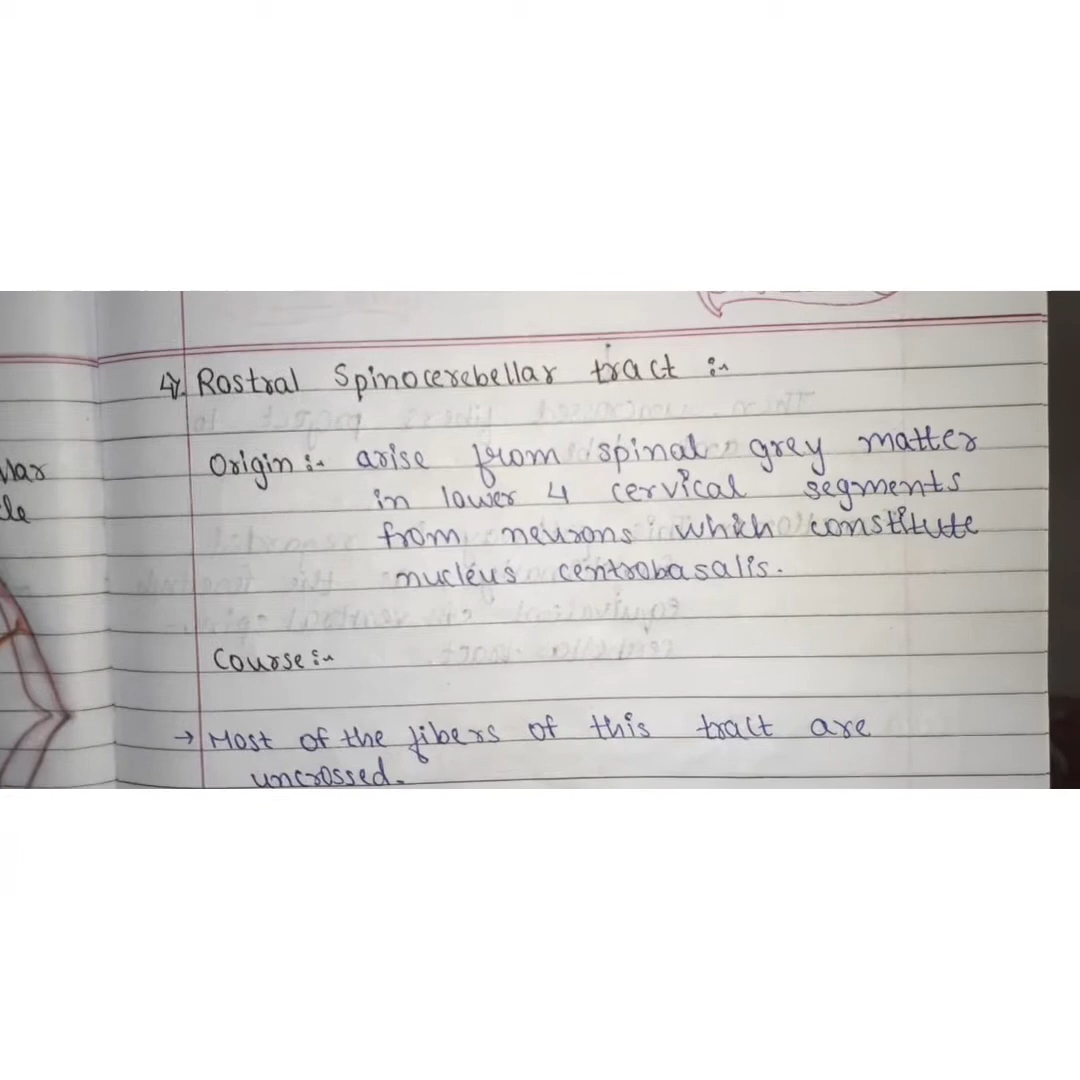 4). Rostral Spinocerebellar tract :-
Origin :- arise from spinal grey matter
in lower 4 cervical segments
from neurons which constitute
nucleus centrobasalis.
Course :-
→ Most of the fibers of this tract are
uncrossed.